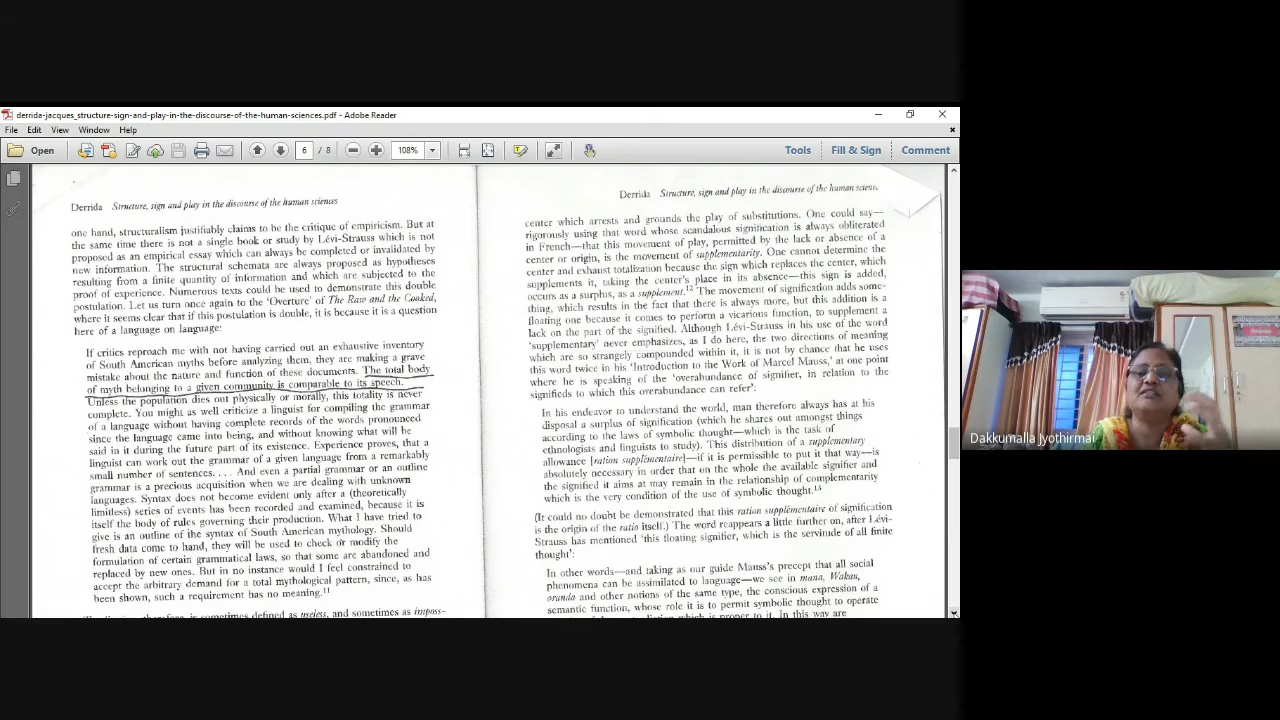 derrida-jacques_structure-sign-and-play-in-the-discourse-of-the-human-sciences.pdf - Adobe Reader
File Edit View Window Help
Open 6 / 8 108% Tools Fill & Sign Comment
Derrida Structure, sign and play in the discourse of the human sciences
one hand, structuralism justifiably claims to be the critique of empiricism. But at
the same time there is not a single book or study by Lévi-Strauss which is not
proposed as an empirical essay which can always be completed or invalidated by
new information. The structural schemata are always proposed as hypotheses
resulting from a finite quantity of information and which are subjected to the
proof of experience. Numerous texts could be used to demonstrate this double
postulation. Let us turn once again to the 'Overture' of The Raw and the Cooked,
where it seems clear that if this postulation is double, it is because it is a question
here of a language on language:
If critics reproach me with not having carried out an exhaustive inventory
of South American myths before analyzing them, they are making a grave
mistake about the nature and function of these documents. The total body
of myth belonging to a given community is comparable to its speech.
Unless the population dies out physically or morally, this totality is never
complete. You might as well criticize a linguist for compiling the grammar
of a language without having complete records of the words pronounced
since the language came into being, and without knowing what will be
said in it during the future part of its existence. Experience proves, that a
linguist can work out the grammar of a given language from a remarkably
small number of sentences. . . . And even a partial grammar or an outline
grammar is a precious acquisition when we are dealing with unknown
languages. Syntax does not become evident only after a (theoretically
limitless) series of events has been recorded and examined, because it is
itself the body of rules governing their production. What I have tried to
give is an outline of the syntax of South American mythology. Should
fresh data come to hand, they will be used to check or modify the
formulation of certain grammatical laws, so that some are abandoned and
replaced by new ones. But in no instance would I feel constrained to
accept the arbitrary demand for a total mythological pattern, since, as has
been shown, such a requirement has no meaning.11
therefore, is sometimes defined as useless, and sometimes as imposs-
Derrida Structure, sign and play in the discourse of the human scienc
center which arrests and grounds the play of substitutions. One could say—
rigorously using that word whose scandalous signification is always obliterated
in French—that this movement of play, permitted by the lack or absence of a
center or origin, is the movement of supplementarity. One cannot determine the
center and exhaust totalization because the sign which replaces the center, which
supplements it, taking the center's place in its absence—this sign is added,
occurs as a surplus, as a supplement.12 The movement of signification adds some-
thing, which results in the fact that there is always more, but this addition is a
floating one because it comes to perform a vicarious function, to supplement a
lack on the part of the signified. Although Lévi-Strauss in his use of the word
'supplementary' never emphasizes, as I do here, the two directions of meaning
which are so strangely compounded within it, it is not by chance that he uses
this word twice in his 'Introduction to the Work of Marcel Mauss,' at one point
where he is speaking of the 'overabundance of signifier, in relation to the
signifieds to which this overabundance can refer'.
In his endeavor to understand the world, man therefore always has at his
disposal a surplus of signification (which he shares out amongst things
according to the laws of symbolic thought—which is the task of
ethnologists and linguists to study). This distribution of a supplementary
allowance [ration supplémentaire]—if it is permissible to put it that way—is
absolutely necessary in order that on the whole the available signifier and
the signified it aims at may remain in the relationship of complementarity
which is the very condition of the use of symbolic thought.13
(It could no doubt be demonstrated that this ration supplémentaire of signification
is the origin of the ratio itself.) The word reappears a little further on, after Lévi-
Strauss has mentioned 'this floating signifier, which is the servitude of all finite
thought':
In other words—and taking as our guide Mauss's precept that all social
phenomena can be assimilated to language—we see in mana, Wakan,
oranda and other notions of the same type, the conscious expression of a
semantic function, whose role it is to permit symbolic thought to operate
which is proper to it. In this way are
Dakkumalla Jyothirmai